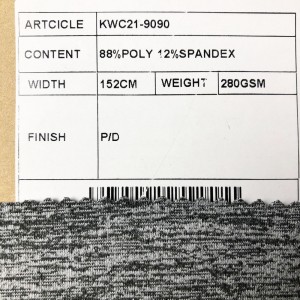 ARTCICLE KWC21-9090
CONTENT 88%POLY 12%SPANDEX
WIDTH 152CM WEIGHT 280GSM
FINISH P/D